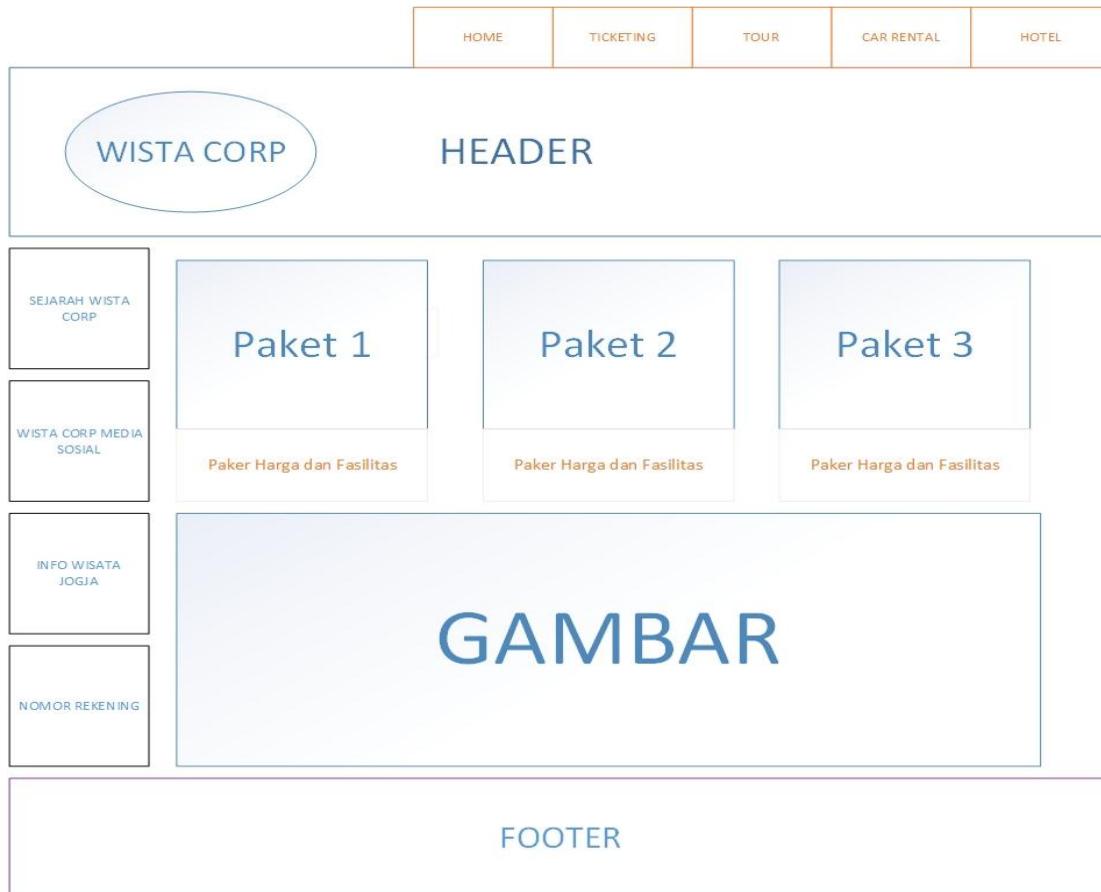 HOME
TICKETING
TOUR
CAR RENTAL
HOTEL
WISTA CORP
HEADER
SEJARAH WISTA
CORP
WISTA CORP MEDIA
SOSIAL
INFO WISATA
JOGJA
NOMOR REKENING
Paket 1
Paket 2
Paket 3
Paker Harga dan Fasilitas
Paker Harga dan Fasilitas
Paker Harga dan Fasilitas
GAMBAR
FOOTER